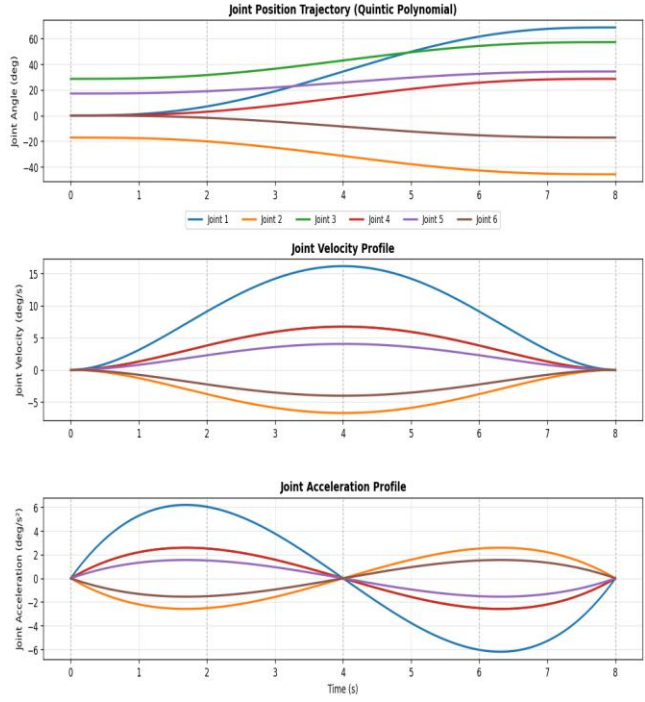 Joint Position Trajectory (Quintic Polynomial)
Joint Angle (deg)
60
40
20
0
−20
−40
0 1 2 3 4 5 6 7 8
Joint 1 Joint 2 Joint 3 Joint 4 Joint 5 Joint 6
Joint Velocity Profile
Joint Velocity (deg/s)
15
10
5
0
−5
0 1 2 3 4 5 6 7 8
Joint Acceleration Profile
Joint Acceleration (deg/s²)
6
4
2
0
−2
−4
−6
0 1 2 3 4 5 6 7 8
Time (s)